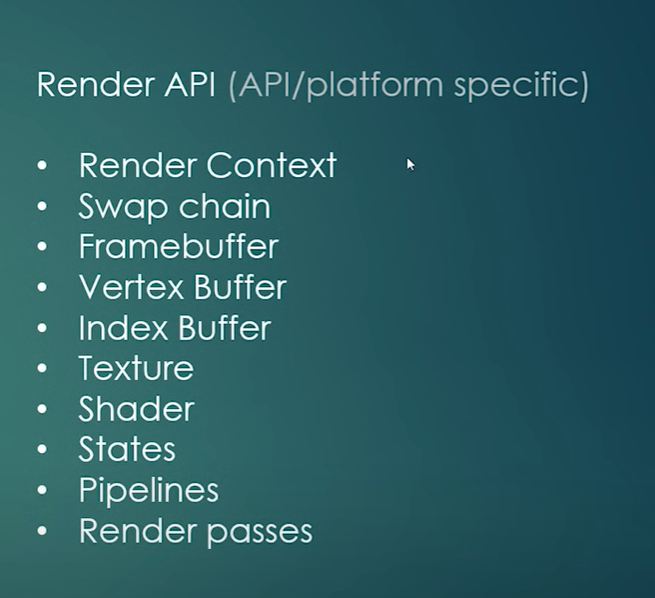 Render API (API/platform specific)
• Render Context
• Swap chain
• Framebuffer
• Vertex Buffer
• Index Buffer
• Texture
• Shader
• States
• Pipelines
• Render passes